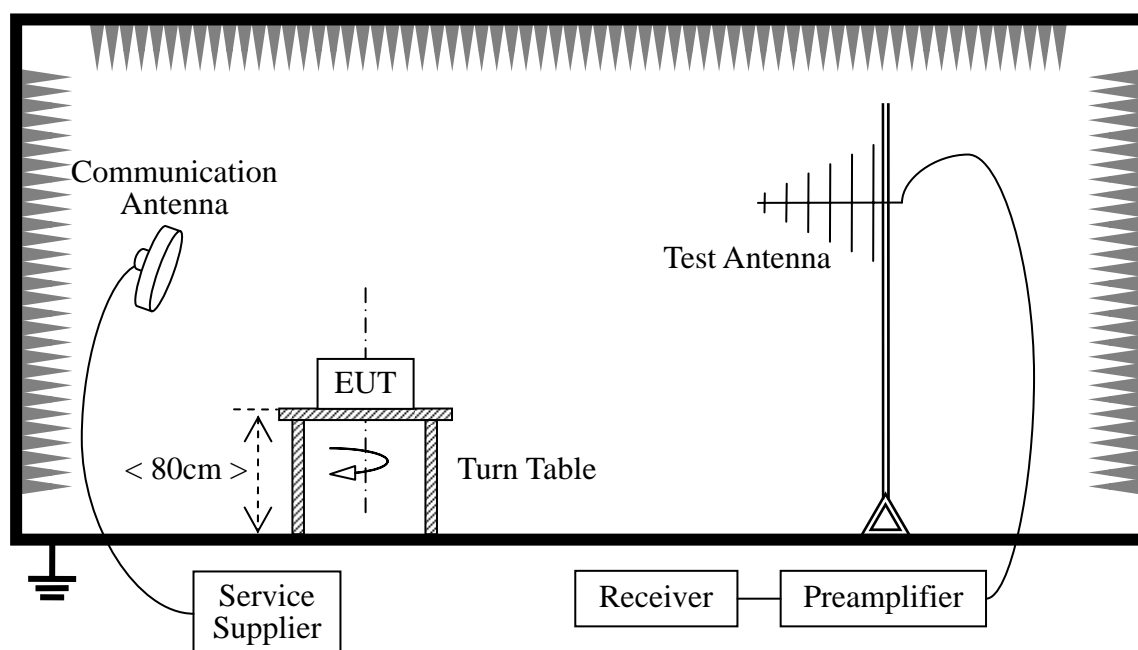 Communication
Antenna
Test Antenna
EUT
< 80cm >
Turn Table
Service
Supplier
Receiver
Preamplifier